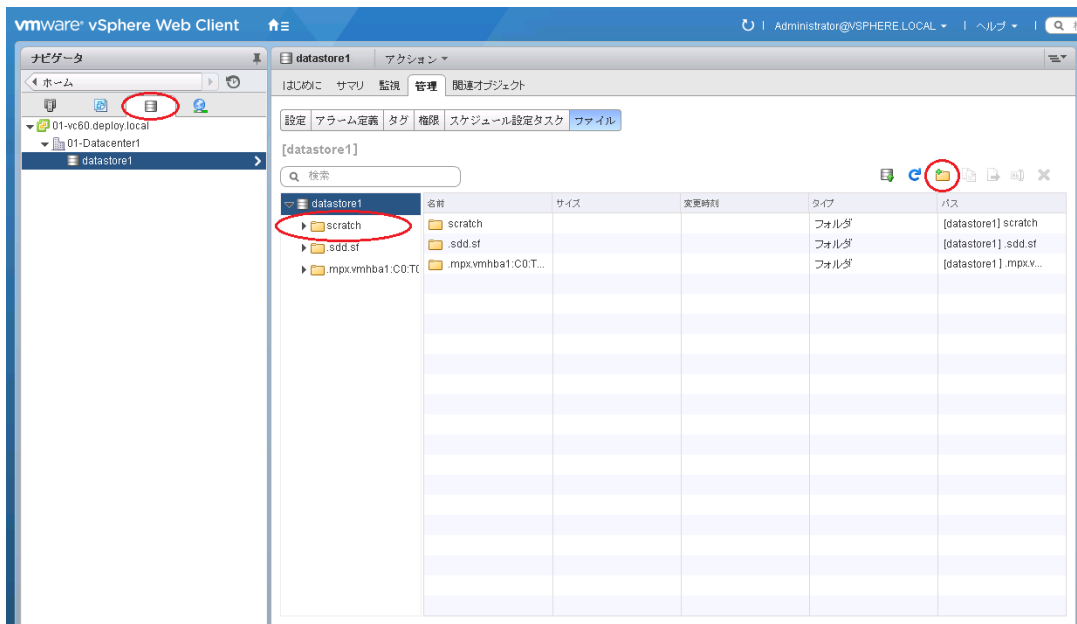 vmware® vSphere Web Client
Administrator@VSPHERE.LOCAL
ヘルプ
ナビゲータ
ホーム
01-vc60.deploy.local
01-Datacenter1
datastore1
datastore1 アクション
はじめに サマリ 監視 管理 関連オブジェクト
設定 アラーム定義 タグ 権限 スケジュール設定タスク ファイル
[datastore1]
検索
datastore1
scratch
.sdd.sf
.mpx.vmhba1:C0:T(
名前 サイズ 変更時刻 タイプ パス
scratch フォルダ [datastore1] scratch
.sdd.sf フォルダ [datastore1] .sdd.sf
.mpx.vmhba1:C0:T... フォルダ [datastore1] .mpx.v...